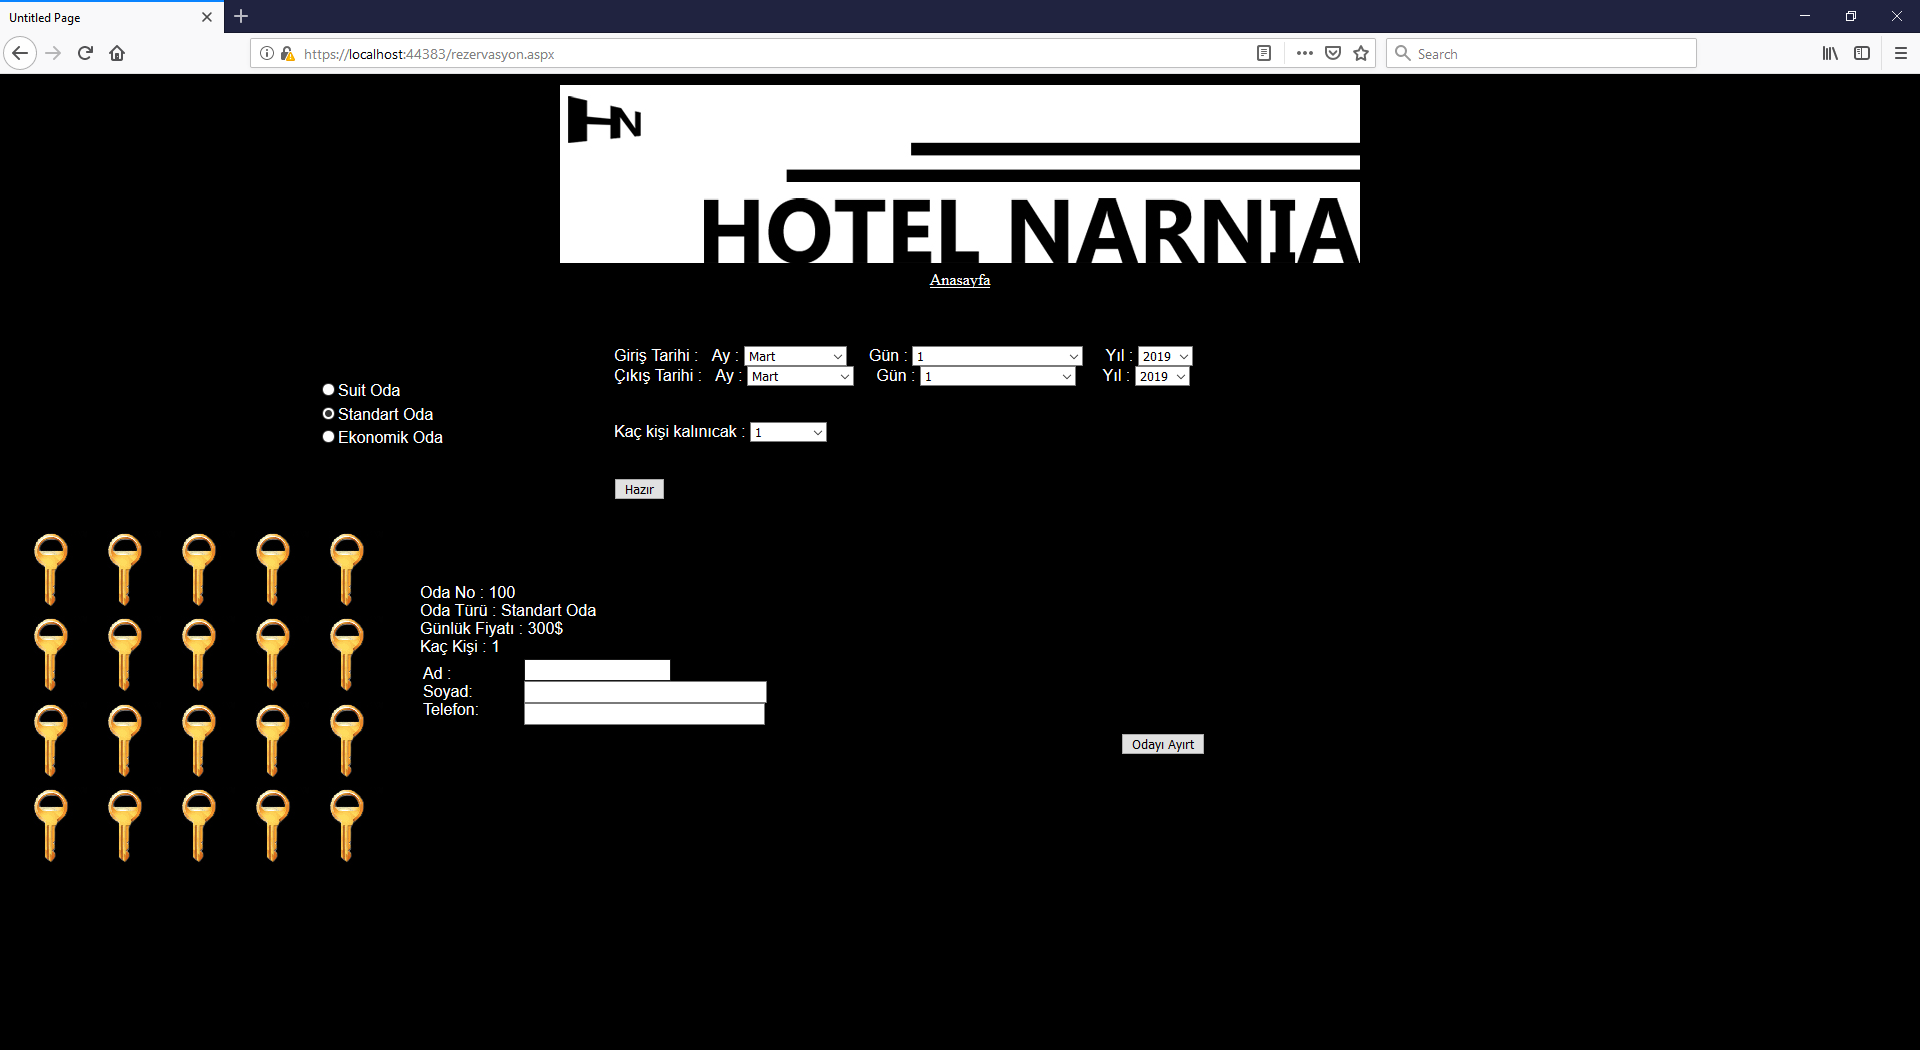 Untitled Page
https://localhost:44383/rezervasyon.aspx
Search
HN
HOTEL NARNIA
Anasayfa
Giriş Tarihi : Ay : Mart Gün : 1 Yıl : 2019
Çıkış Tarihi : Ay : Mart Gün : 1 Yıl : 2019
Suit Oda
Standart Oda
Ekonomik Oda
Kaç kişi kalınıcak : 1
Hazır
Oda No : 100
Oda Türü : Standart Oda
Günlük Fiyatı : 300$
Kaç Kişi : 1
Ad :
Soyad:
Telefon:
Odayı Ayırt